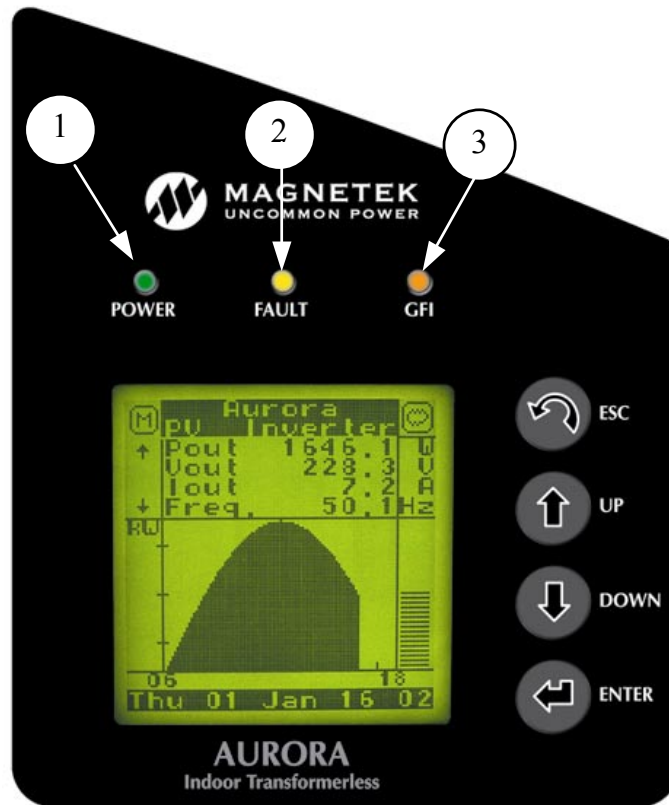 1
2
3
MAGNETEK
UNCOMMON POWER
POWER
FAULT
GFI
M
Aurora
PV Inverter
Pout 1646.1 W
Vout 228.3 V
Iout 7.2 A
Freq. 50.1 Hz
KW
06 18
Thu 01 Jan 16 02
ESC
UP
DOWN
ENTER
AURORA
Indoor Transformerless